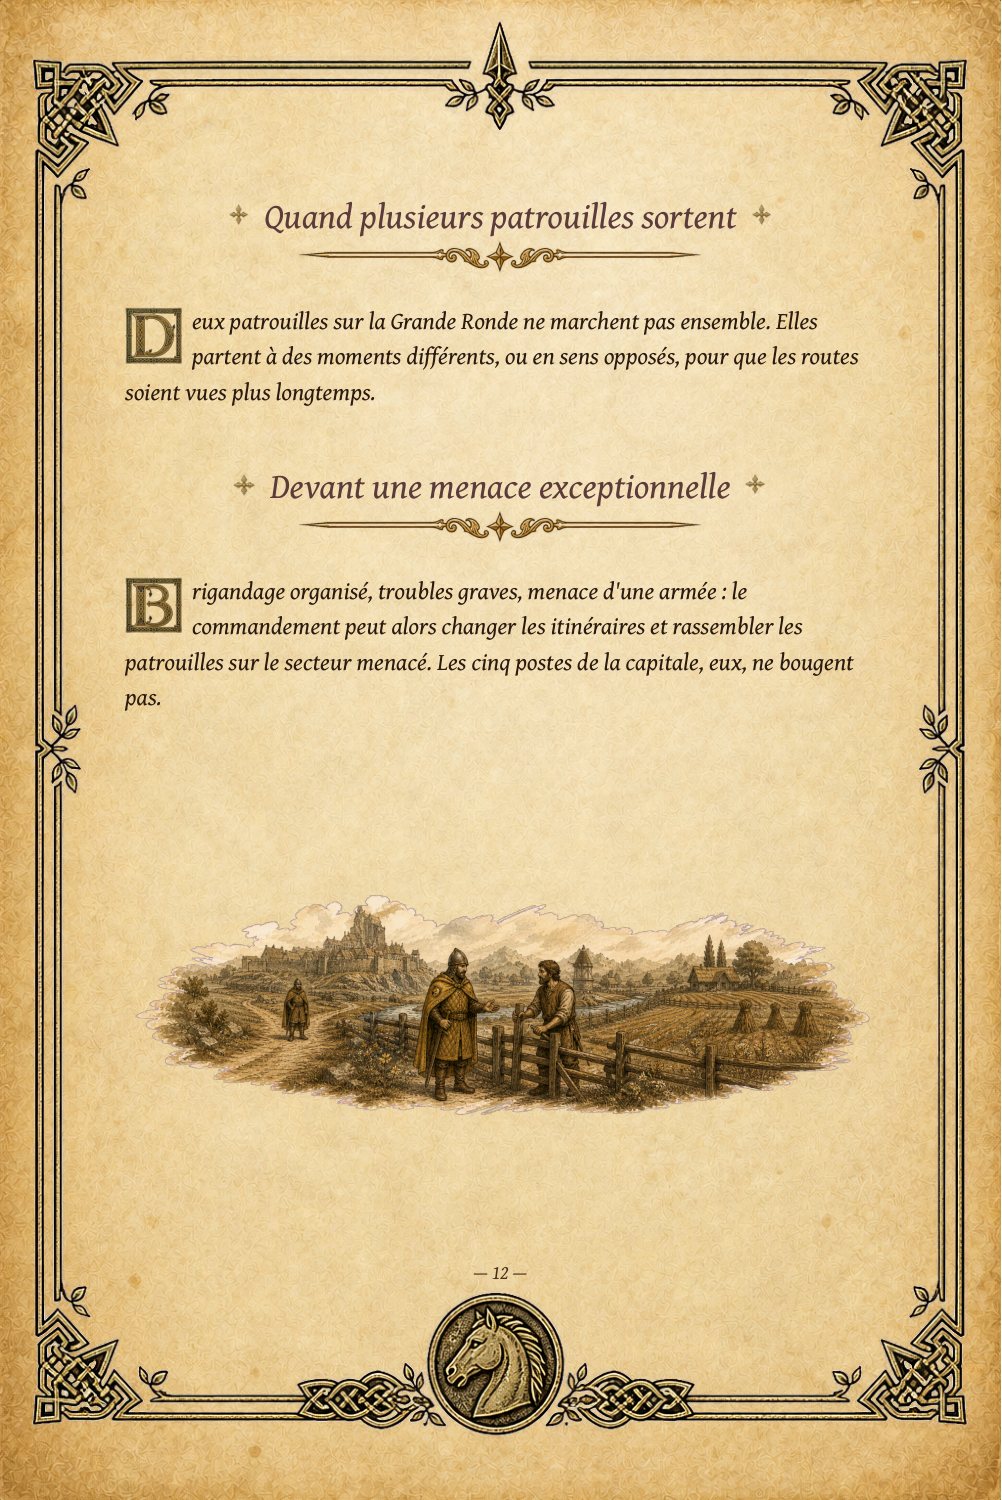 Quand plusieurs patrouilles sortent
Deux patrouilles sur la Grande Ronde ne marchent pas ensemble. Elles
partent à des moments différents, ou en sens opposés, pour que les routes
soient vues plus longtemps.
Devant une menace exceptionnelle
Brigandage organisé, troubles graves, menace d'une armée : le
commandement peut alors changer les itinéraires et rassembler les
patrouilles sur le secteur menacé. Les cinq postes de la capitale, eux, ne bougent
pas.
— 12 —